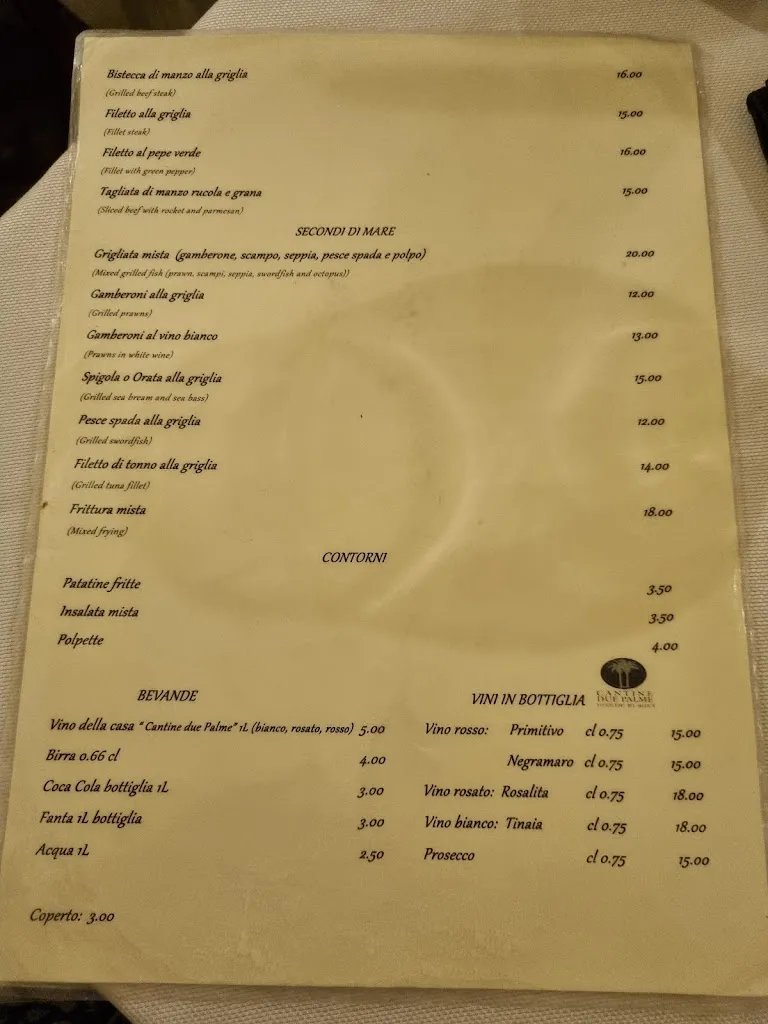 Bistecca di manzo alla griglia 16.00
(Grilled beef steak)
Filetto alla griglia 15.00
(Fillet steak)
Filetto al pepe verde 16.00
(Fillet with green pepper)
Tagliata di manzo rucola e grana 15.00
(Sliced beef with rocket and parmesan)
SECONDI DI MARE
Grigliata mista (gamberone, scampo, seppia, pesce spada e polpo) 20.00
(Mixed grilled fish (prawn, scampi, seppia, swordfish and octopus))
Gamberoni alla griglia 12.00
(Grilled prawns)
Gamberoni al vino bianco 13.00
(Prawns in white wine)
Spigola o Orata alla griglia 15.00
(Grilled sea bream and sea bass)
Pesce spada alla griglia 12.00
(Grilled swordfish)
Filetto di tonno alla griglia 14.00
(Grilled tuna fillet)
Frittura mista 18.00
(Mixed frying)
CONTORNI
Patatine fritte 3.50
Insalata mista 3.50
Polpette 4.00
BEVANDE
Vino della casa "Cantine due Palme" 1L (bianco, rosato, rosso) 5.00
Birra 0.66 cl 4.00
Coca Cola bottiglia 1L 3.00
Fanta 1L bottiglia 3.00
Acqua 1L 2.50
CANTINE
DUE PALME
VINI IN BOTTIGLIA
Vino rosso: Primitivo cl 0.75 15.00
Negramaro cl 0.75 15.00
Vino rosato: Rosalita cl 0.75 18.00
Vino bianco: Tinaia cl 0.75 18.00
Prosecco cl 0.75 15.00
Coperto: 3.00